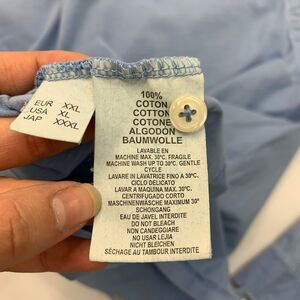 EUR XXL
USA XL
JAP XXXL
100%
COTON
COTTON
COTONE
ALGODON
BAUMWOLLE
LAVABLE EN
MACHINE MAX. 30°C. FRAGILE
MACHINE WASH UP TO 30°C. GENTLE
CYCLE
LAVARE IN LAVATRICE FINO A 30°C.
CICLO DELICATO
LAVAR A MAQUINA MAX. 30°C.
CENTRIFUGADO CORTO
MASCHINENWÄSCHE MAXIMUM 30°
SCHONGANG
EAU DE JAVEL INTERDITE
DO NOT BLEACH
NON CANDEGGIARE
NO USAR LEJIA
NICHT BLEICHEN
SÉCHAGE AU TAMBOUR INTERDIT